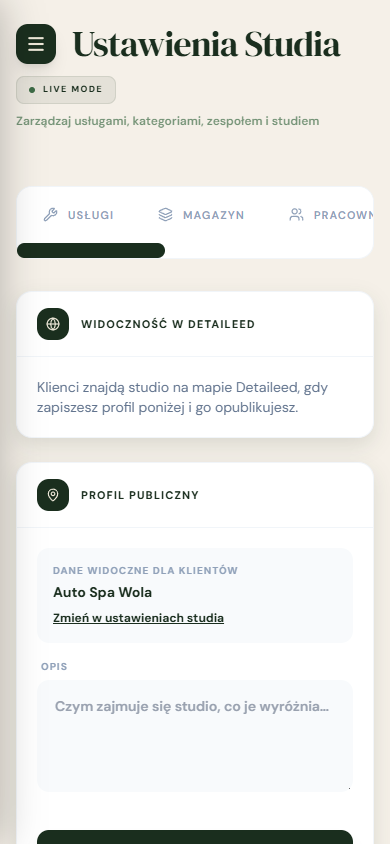 Ustawienia Studia
LIVE MODE
Zarządzaj usługami, kategoriami, zespołem i studiem
USŁUGI MAGAZYN PRACOWN
WIDOCZNOŚĆ W DETAILEED
Klienci znajdą studio na mapie Detaileed, gdy
zapiszesz profil poniżej i go opublikujesz.
PROFIL PUBLICZNY
DANE WIDOCZNE DLA KLIENTÓW
Auto Spa Wola
Zmień w ustawieniach studia
OPIS
Czym zajmuje się studio, co je wyróżnia...